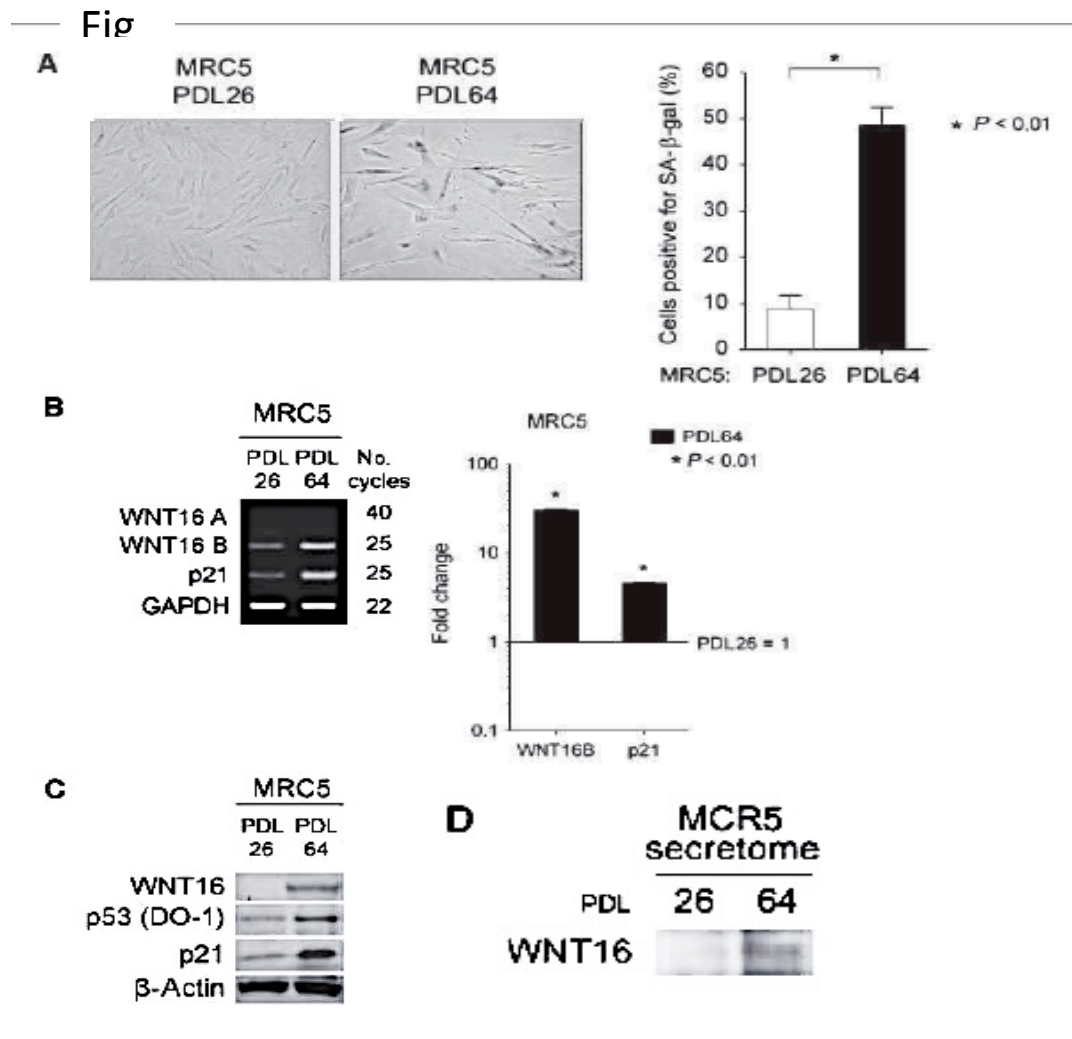 Fig
A
MRC5
PDL26
MRC5
PDL64
Cells positive for SA-β-gal (%)
60
50
40
30
20
10
0
*
* P < 0.01
MRC5: PDL26 PDL64
B
MRC5
PDL PDL No.
26 64 cycles
WNT16 A 40
WNT16 B 25
p21 25
GAPDH 22
MRC5
PDL64
* P < 0.01
Fold change
100
10
1
0.1
*
*
PDL26 = 1
WNT16B p21
C
MRC5
PDL PDL
26 64
WNT16
p53 (DO-1)
p21
β-Actin
D
MCR5
secretome
PDL 26 64
WNT16